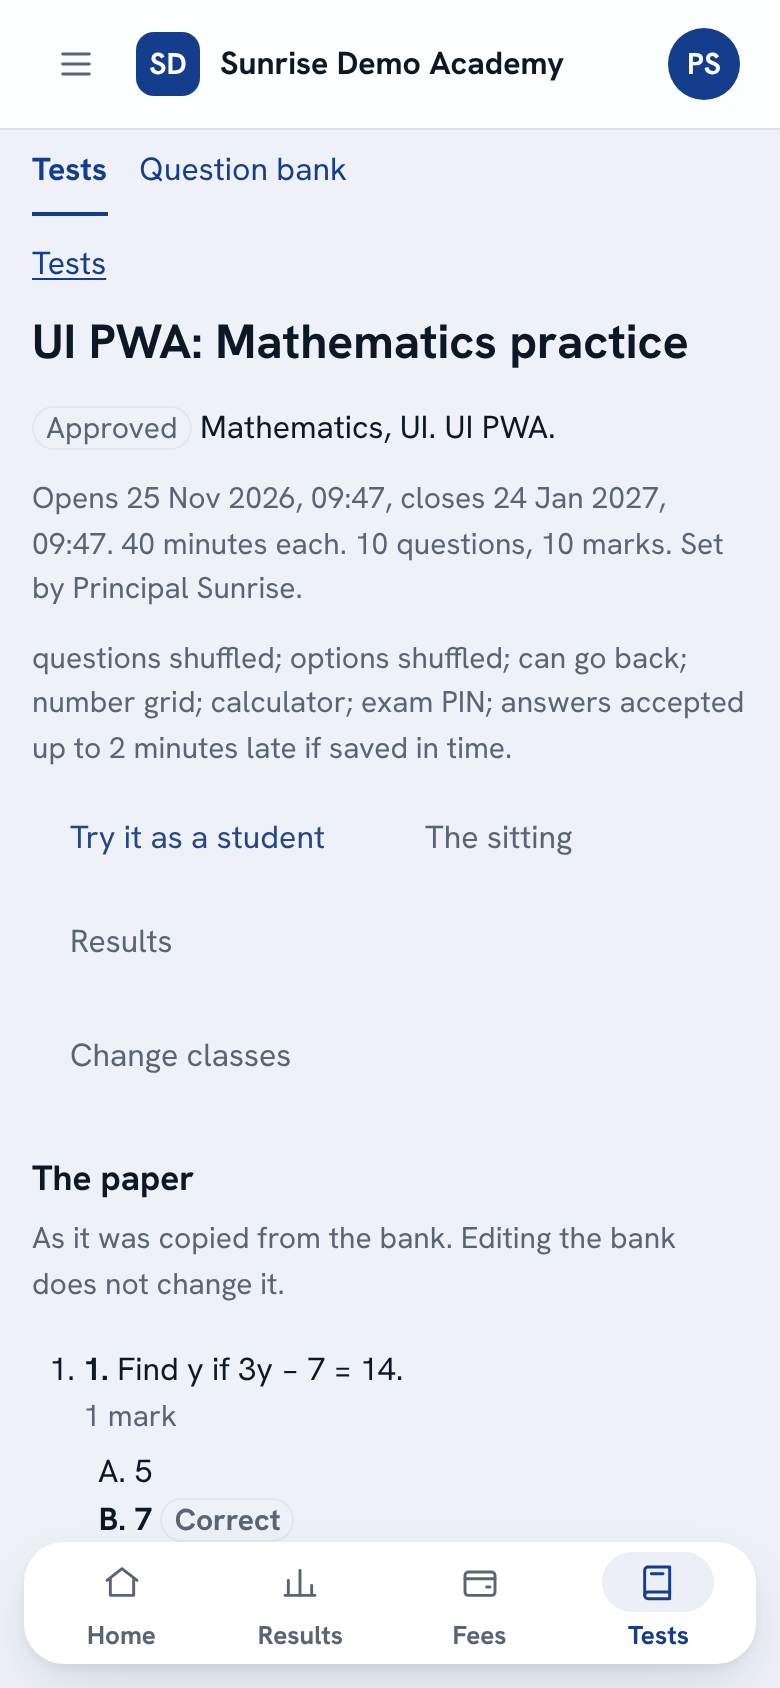 SD Sunrise Demo Academy PS
Tests Question bank
Tests
UI PWA: Mathematics practice
Approved Mathematics, UI. UI PWA.
Opens 25 Nov 2026, 09:47, closes 24 Jan 2027,
09:47. 40 minutes each. 10 questions, 10 marks. Set
by Principal Sunrise.
questions shuffled; options shuffled; can go back;
number grid; calculator; exam PIN; answers accepted
up to 2 minutes late if saved in time.
Try it as a student The sitting
Results
Change classes
The paper
As it was copied from the bank. Editing the bank
does not change it.
1. 1. Find y if 3y − 7 = 14.
1 mark
A. 5
B. 7 Correct
Home Results Fees Tests